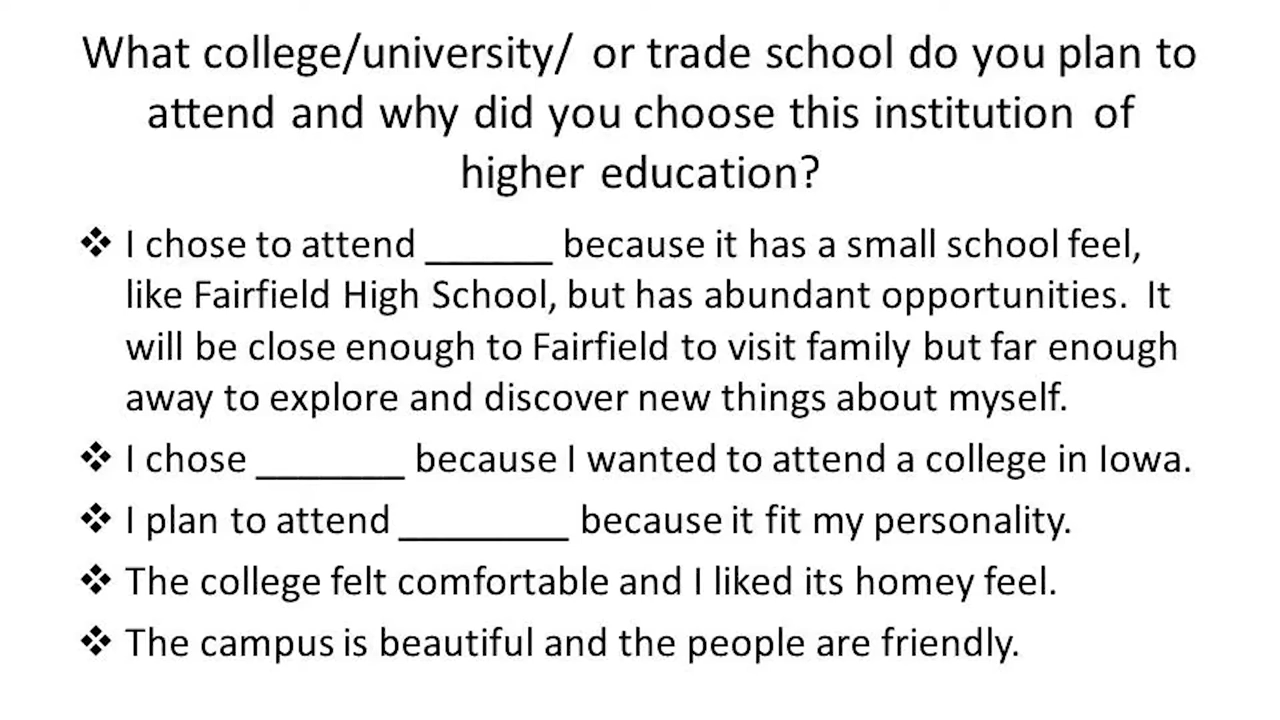 What college/university/ or trade school do you plan to
attend and why did you choose this institution of
higher education?
❖ I chose to attend ______ because it has a small school feel,
like Fairfield High School, but has abundant opportunities.  It
will be close enough to Fairfield to visit family but far enough
away to explore and discover new things about myself.
❖ I chose _______ because I wanted to attend a college in Iowa.
❖ I plan to attend ________ because it fit my personality.
❖ The college felt comfortable and I liked its homey feel.
❖ The campus is beautiful and the people are friendly.